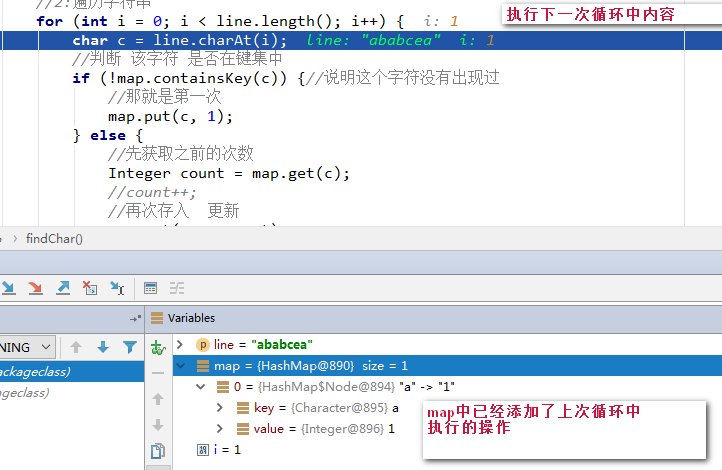 //2:遍历字符串
for (int i = 0; i < line.length(); i++) { i: 1
执行下一次循环中内容
char c = line.charAt(i); line: "ababcea" i: 1
//判断 该字符 是否在键集中
if (!map.containsKey(c)) {//说明这个字符没有出现过
//那就是第一次
map.put(c, 1);
} else {
//先获取之前的次数
Integer count = map.get(c);
//count++;
//再次存入 更新
findChar()
Variables
NING
ackageclass)
ackageclass)
p line = "ababcea"
map = {HashMap@890} size = 1
0 = {HashMap$Node@894} "a" -> "1"
key = {Character@895} a
value = {Integer@896} 1
i = 1
map中已经添加了上次循环中
执行的操作